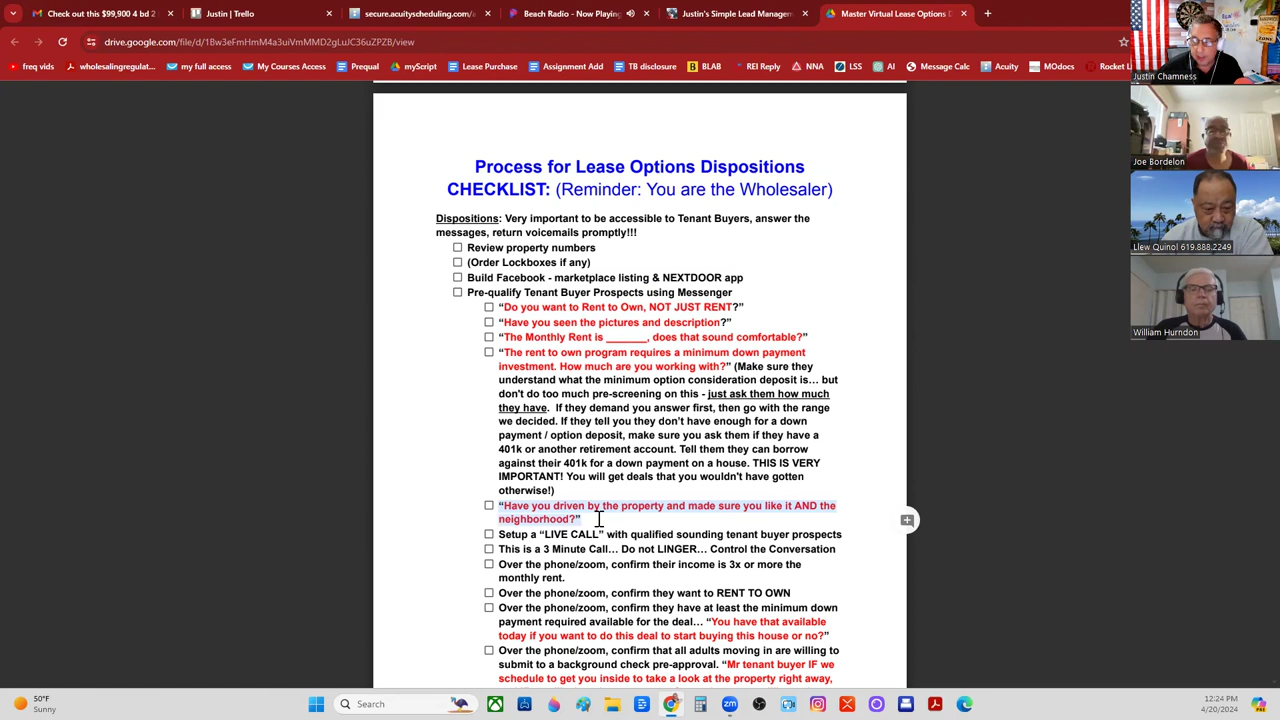 Check out this $99,900 4 bd 2
Justin | Trello
secure.acuityscheduling.com/a
Beach Radio - Now Playing
Justin's Simple Lead Managem
Master Virtual Lease Options D
drive.google.com/file/d/1Bw3eFmHmM4a3uiVmMMD2gLuJC36uZPZB/view
freq vids
wholesalingregulat...
my full access
My Courses Access
Prequal
myScript
Lease Purchase
Assignment Add
TB disclosure
BLAB
REI Reply
NNA
LSS
AI
Message Calc
Acuity
MOdocs
Rocket L
Process for Lease Options Dispositions
CHECKLIST: (Reminder: You are the Wholesaler)
Dispositions: Very important to be accessible to Tenant Buyers, answer the
messages, return voicemails promptly!!!
Review property numbers
(Order Lockboxes if any)
Build Facebook - marketplace listing & NEXTDOOR app
Pre-qualify Tenant Buyer Prospects using Messenger
“Do you want to Rent to Own, NOT JUST RENT?”
“Have you seen the pictures and description?”
“The Monthly Rent is _______, does that sound comfortable?”
“The rent to own program requires a minimum down payment
investment. How much are you working with?” (Make sure they
understand what the minimum option consideration deposit is... but
don't do too much pre-screening on this - just ask them how much
they have. If they demand you answer first, then go with the range
we decided. If they tell you they don't have enough for a down
payment / option deposit, make sure you ask them if they have a
401k or another retirement account. Tell them they can borrow
against their 401k for a down payment on a house. THIS IS VERY
IMPORTANT! You will get deals that you wouldn't have gotten
otherwise!)
“Have you driven by the property and made sure you like it AND the
neighborhood?”
Setup a “LIVE CALL” with qualified sounding tenant buyer prospects
This is a 3 Minute Call... Do not LINGER... Control the Conversation
Over the phone/zoom, confirm their income is 3x or more the
monthly rent.
Over the phone/zoom, confirm they want to RENT TO OWN
Over the phone/zoom, confirm they have at least the minimum down
payment required available for the deal... “You have that available
today if you want to do this deal to start buying this house or no?”
Over the phone/zoom, confirm that all adults moving in are willing to
submit to a background check pre-approval. “Mr tenant buyer IF we
schedule to get you inside to take a look at the property right away,
Justin Chamness
Joe Bordelon
Llew Quinol 619.888.2249
William Hurndon
50°F
Sunny
Search
12:24 PM
4/20/2024